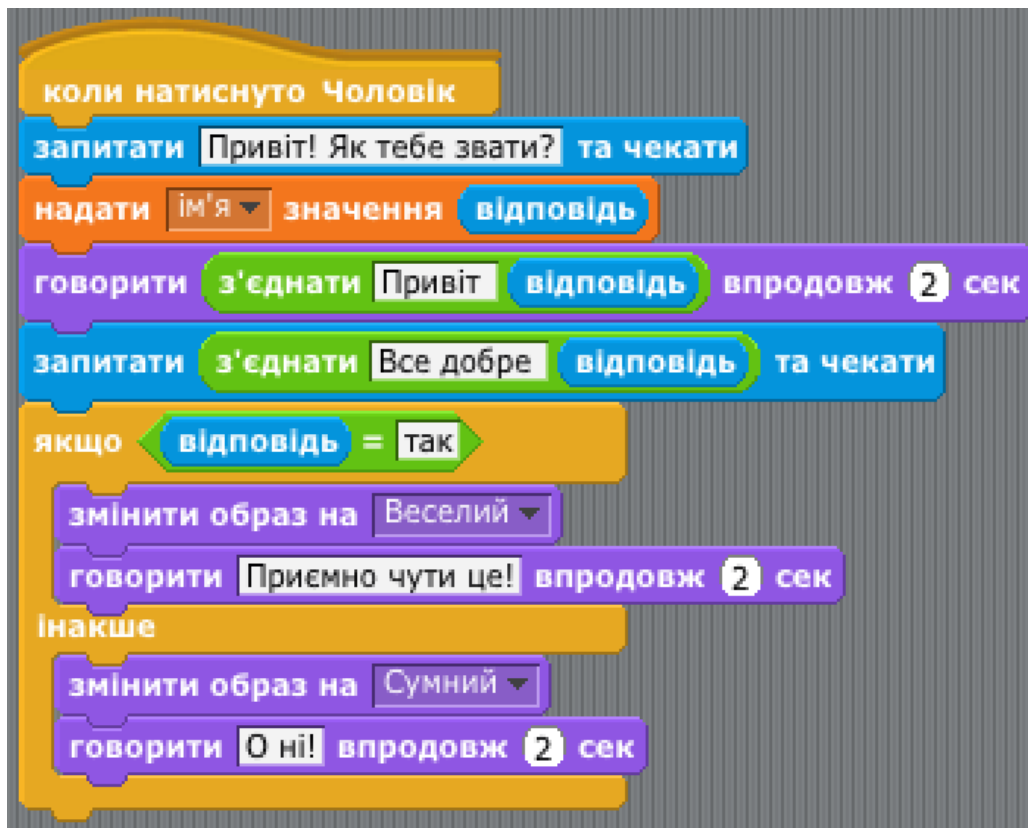 коли натиснуто Чоловік
запитати Привіт! Як тебе звати? та чекати
надати ім'я значення відповідь
говорити з'єднати Привіт відповідь впродовж 2 сек
запитати з'єднати Все добре відповідь та чекати
якщо відповідь = так
змінити образ на Веселий
говорити Приємно чути це! впродовж 2 сек
інакше
змінити образ на Сумний
говорити О ні! впродовж 2 сек